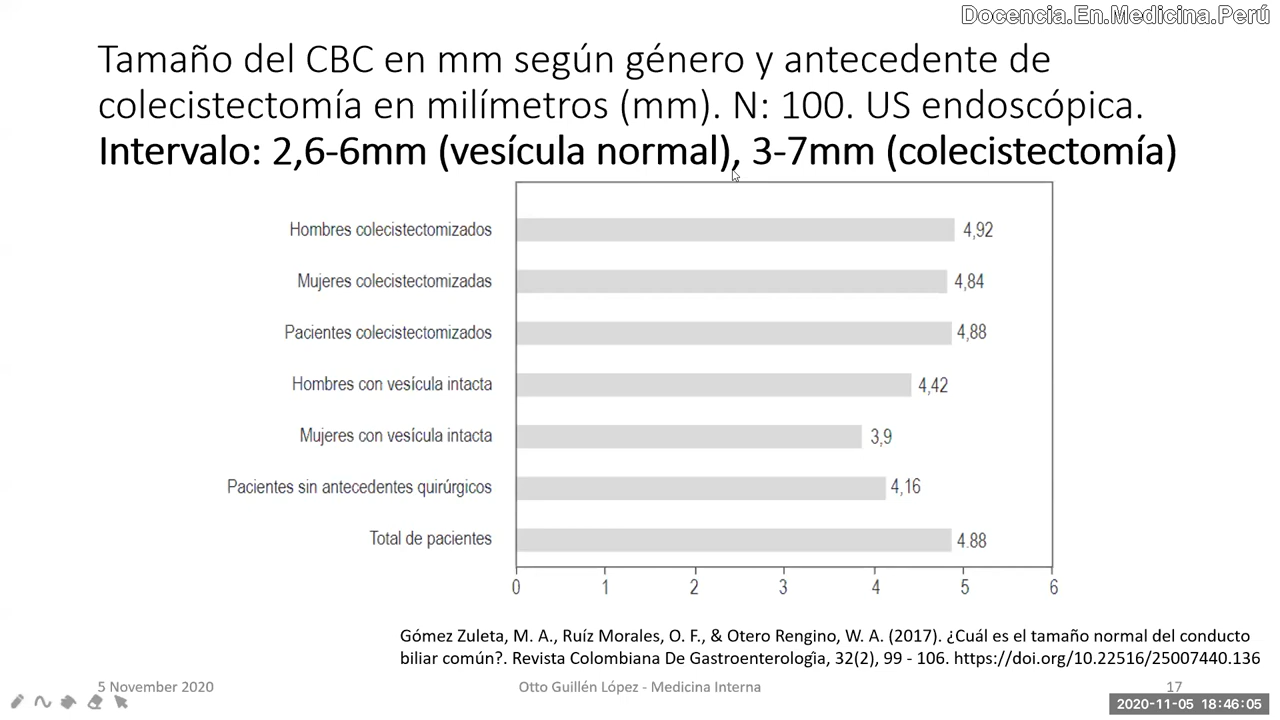 Docencia.En.Medicina.Perú
Tamaño del CBC en mm según género y antecedente de
colecistectomía en milímetros (mm). N: 100. US endoscópica.
Intervalo: 2,6-6mm (vesícula normal), 3-7mm (colecistectomía)
Hombres colecistectomizados 4,92
Mujeres colecistectomizadas 4,84
Pacientes colecistectomizados 4,88
Hombres con vesícula intacta 4,42
Mujeres con vesícula intacta 3,9
Pacientes sin antecedentes quirúrgicos 4,16
Total de pacientes 4.88
0 1 2 3 4 5 6
Gómez Zuleta, M. A., Ruíz Morales, O. F., & Otero Rengino, W. A. (2017). ¿Cuál es el tamaño normal del conducto
biliar común?. Revista Colombiana De Gastroenterología, 32(2), 99 - 106. https://doi.org/10.22516/25007440.136
5 November 2020 Otto Guillén López - Medicina Interna 17
2020-11-05 18:46:05